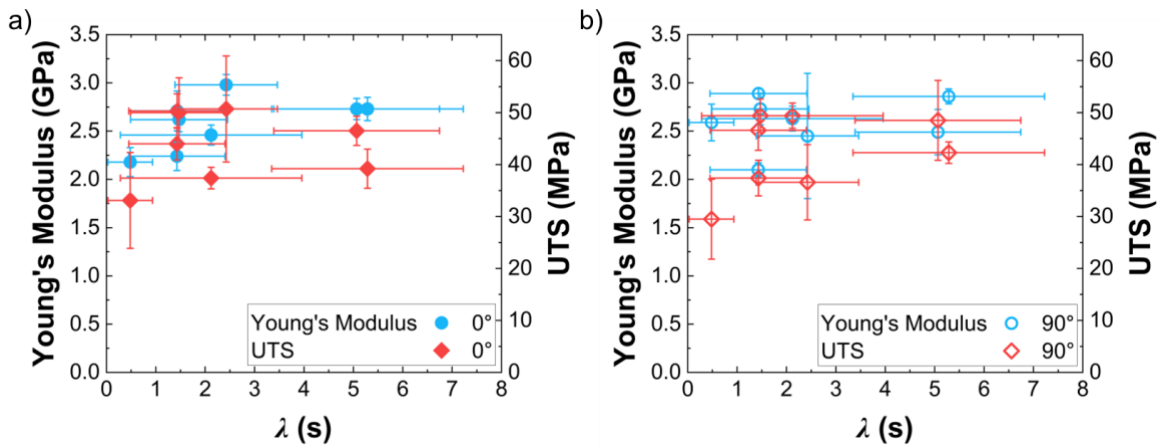 a)
Young's Modulus (GPa)
3.5
3.0
2.5
2.0
1.5
1.0
0.5
0.0
60
50
40
30
20
10
0
UTS (MPa)
Young's Modulus 0°
UTS 0°
0 1 2 3 4 5 6 7 8
λ (s)
b)
Young's Modulus (GPa)
3.5
3.0
2.5
2.0
1.5
1.0
0.5
0.0
60
50
40
30
20
10
0
UTS (MPa)
Young's Modulus 90°
UTS 90°
0 1 2 3 4 5 6 7 8
λ (s)